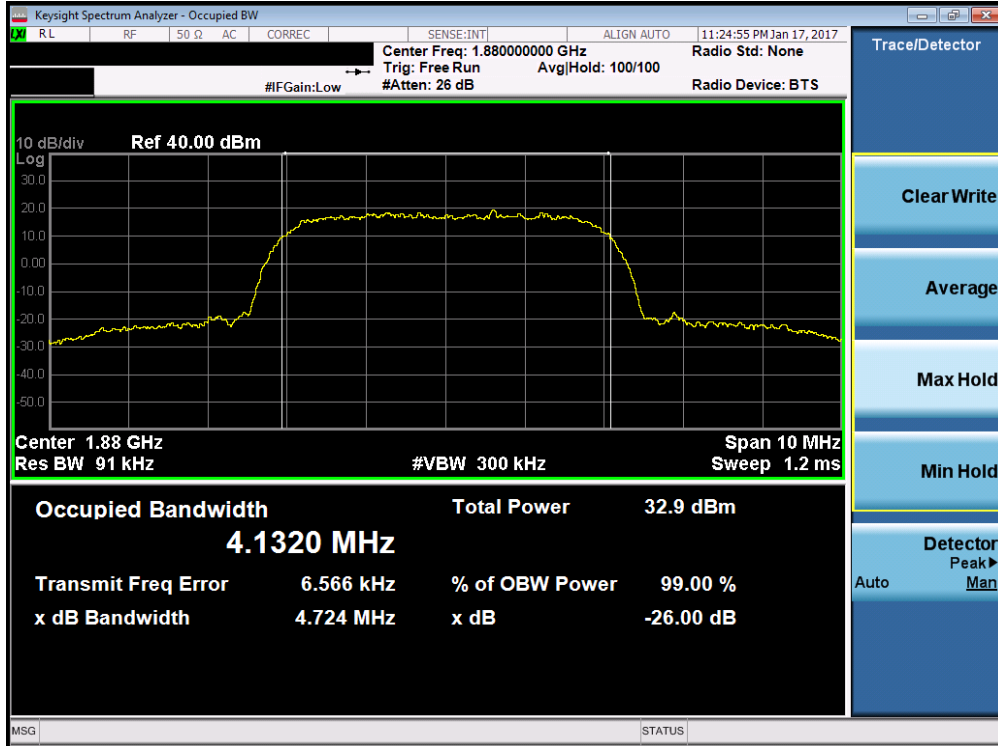 Keysight Spectrum Analyzer - Occupied BW
LXI RL RF 50 Ω AC CORREC SENSE:INT ALIGN AUTO 11:24:55 PM Jan 17, 2017
Center Freq: 1.880000000 GHz Radio Std: None
Trig: Free Run Avg|Hold: 100/100
#IFGain:Low #Atten: 26 dB Radio Device: BTS
10 dB/div Ref 40.00 dBm
Log
30.0
20.0
10.0
0.00
-10.0
-20.0
-30.0
-40.0
-50.0
Center 1.88 GHz Span 10 MHz
Res BW 91 kHz #VBW 300 kHz Sweep 1.2 ms
Occupied Bandwidth Total Power 32.9 dBm
4.1320 MHz
Transmit Freq Error 6.566 kHz % of OBW Power 99.00 %
x dB Bandwidth 4.724 MHz x dB -26.00 dB
MSG STATUS
Trace/Detector
Clear Write
Average
Max Hold
Min Hold
Detector
Peak▶
Auto Man